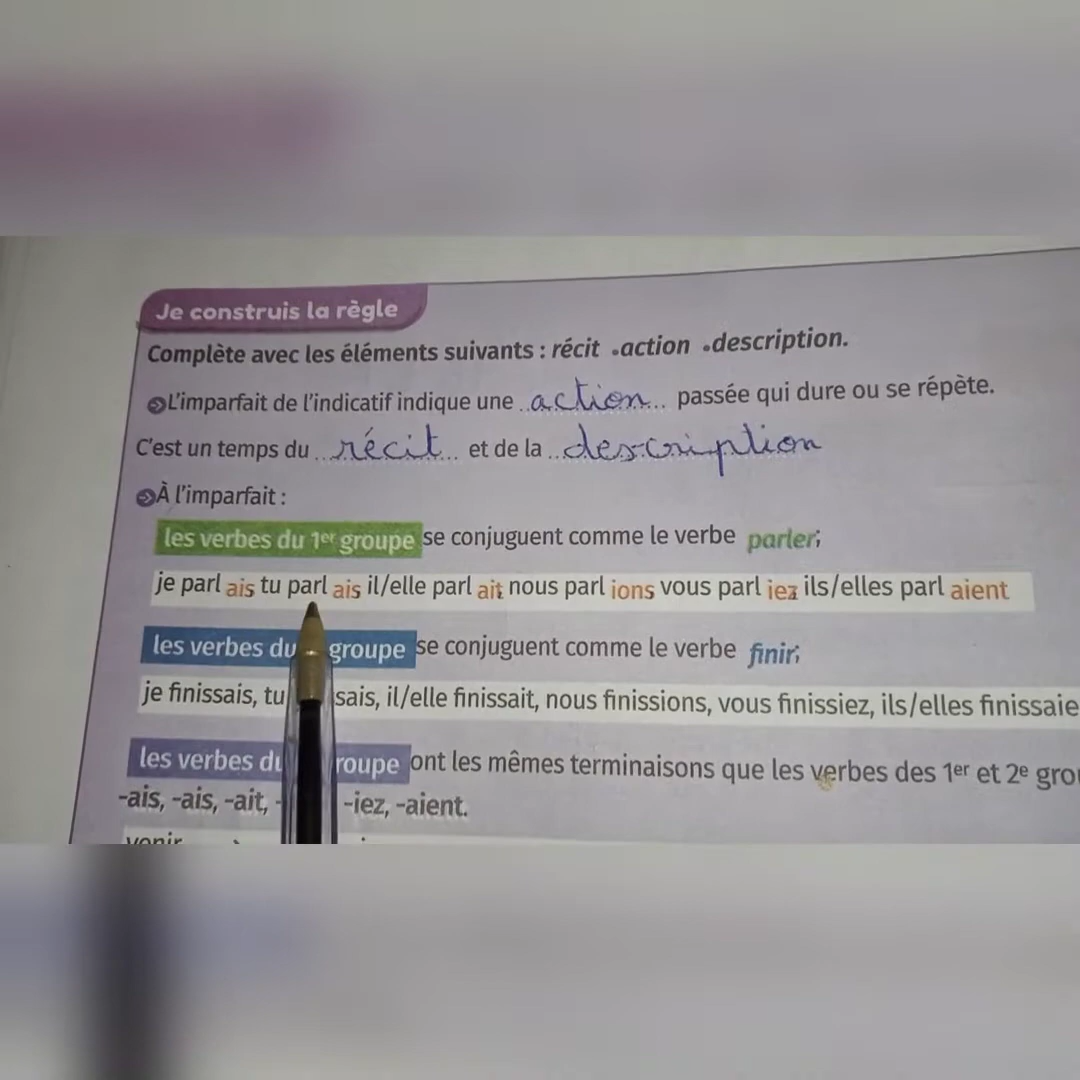 Je construis la règle
Complète avec les éléments suivants : récit •action •description.
L'imparfait de l'indicatif indique une ..action.. passée qui dure ou se répète.
C'est un temps du ...récit... et de la ..description
À l'imparfait :
les verbes du 1er groupe se conjuguent comme le verbe parler;
je parl ais tu parl ais il/elle parl ait nous parl ions vous parl iez ils/elles parl aient
les verbes du groupe se conjuguent comme le verbe finir;
je finissais, tu sais, il/elle finissait, nous finissions, vous finissiez, ils/elles finissaie
les verbes du roupe ont les mêmes terminaisons que les verbes des 1er et 2e grou
-ais, -ais, -ait, - -iez, -aient.
venir